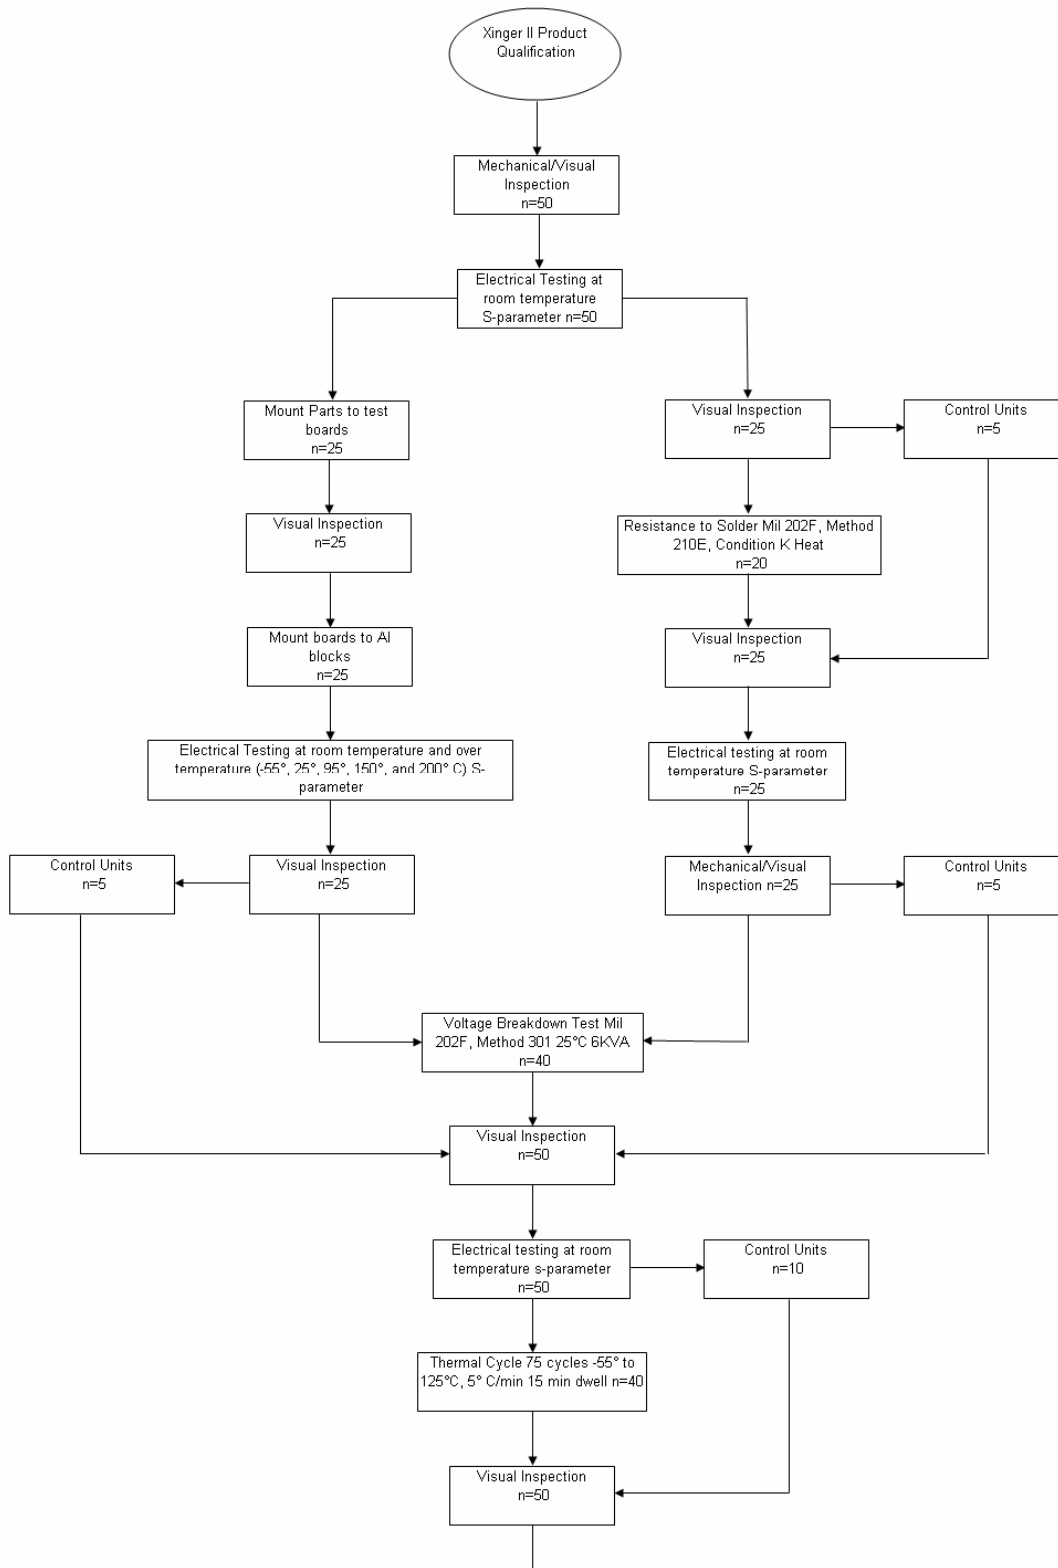 Xinger II Product
Qualification
Mechanical/Visual
Inspection
n=50
Electrical Testing at
room temperature
S-parameter n=50
Mount Parts to test
boards
n=25
Visual Inspection
n=25
Control Units
n=5
Visual Inspection
n=25
Resistance to Solder Mil 202F, Method
210E, Condition K Heat
n=20
Mount boards to Al
blocks
n=25
Visual Inspection
n=25
Electrical Testing at room temperature and over
temperature (-55°, 25°, 95°, 150°, and 200° C) S-
parameter
Electrical testing at room
temperature S-parameter
n=25
Control Units
n=5
Visual Inspection
n=25
Mechanical/Visual
Inspection n=25
Control Units
n=5
Voltage Breakdown Test Mil
202F, Method 301 25°C 6KVA
n=40
Visual Inspection
n=50
Electrical testing at room
temperature s-parameter
n=50
Control Units
n=10
Thermal Cycle 75 cycles -55° to
125°C, 5° C/min 15 min dwell n=40
Visual Inspection
n=50